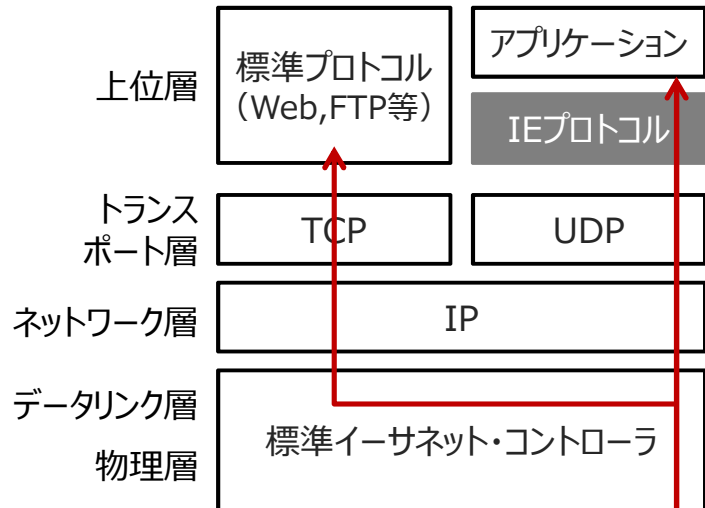 上位層
標準プロトコル
（Web,FTP等）
アプリケーション
IEプロトコル
トランス
ポート層
TCP
UDP
ネットワーク層
IP
データリンク層
物理層
標準イーサネット・コントローラ